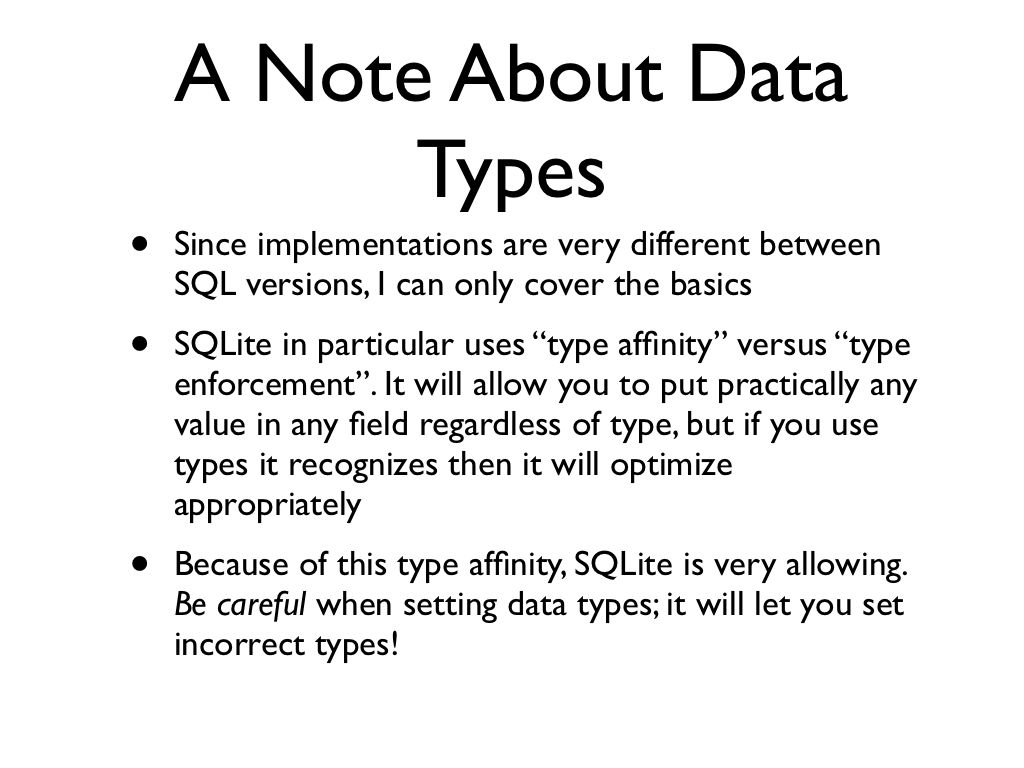 A Note About Data
Types
• Since implementations are very different between
SQL versions, I can only cover the basics
• SQLite in particular uses “type affinity” versus “type
enforcement”. It will allow you to put practically any
value in any field regardless of type, but if you use
types it recognizes then it will optimize
appropriately
• Because of this type affinity, SQLite is very allowing.
Be careful when setting data types; it will let you set
incorrect types!